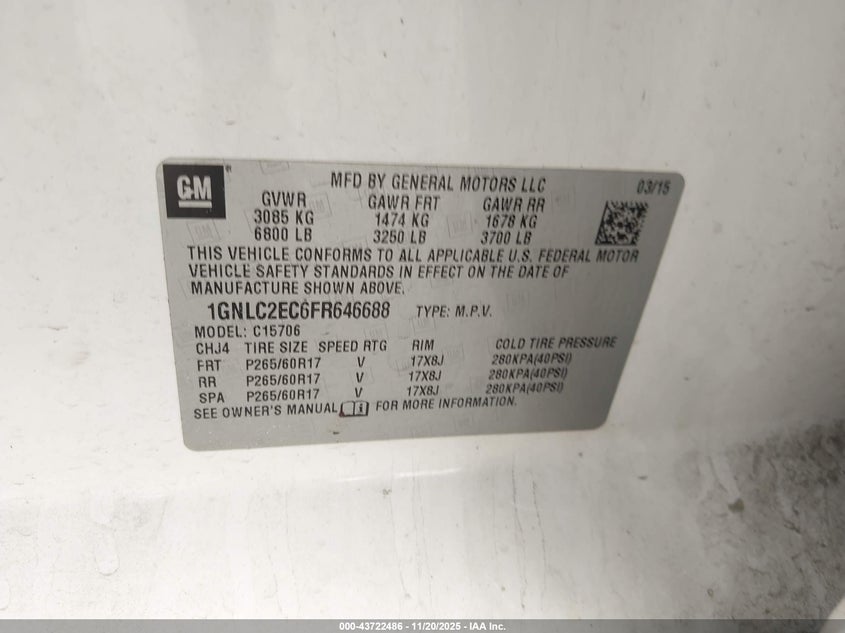 GM
MFD BY GENERAL MOTORS LLC 03/15
GVWR GAWR FRT GAWR RR
3085 KG 1474 KG 1678 KG
6800 LB 3250 LB 3700 LB
THIS VEHICLE CONFORMS TO ALL APPLICABLE U.S. FEDERAL MOTOR
VEHICLE SAFETY STANDARDS IN EFFECT ON THE DATE OF
MANUFACTURE SHOWN ABOVE.
1GNLC2EC6FR646688 TYPE: M.P.V.
MODEL: C15706
CHJ4 TIRE SIZE SPEED RTG RIM COLD TIRE PRESSURE
FRT P265/60R17 V 17X8J 280KPA(40PSI)
RR P265/60R17 V 17X8J 280KPA(40PSI)
SPA P265/60R17 V 17X8J 280KPA(40PSI)
SEE OWNER'S MANUAL FOR MORE INFORMATION.
000-43722486 - 11/20/2025 - IAA Inc.